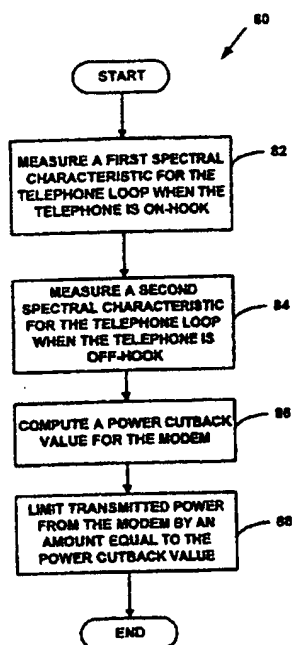 80
START
MEASURE A FIRST SPECTRAL
CHARACTERISTIC FOR THE
TELEPHONE LOOP WHEN THE
TELEPHONE IS ON-HOOK
82
MEASURE A SECOND
SPECTRAL CHARACTERISTIC
FOR THE TELEPHONE LOOP
WHEN THE TELEPHONE IS
OFF-HOOK
84
COMPUTE A POWER CUTBACK
VALUE FOR THE MODEM
86
LIMIT TRANSMITTED POWER
FROM THE MODEM BY AN
AMOUNT EQUAL TO THE
POWER CUTBACK VALUE
88
END